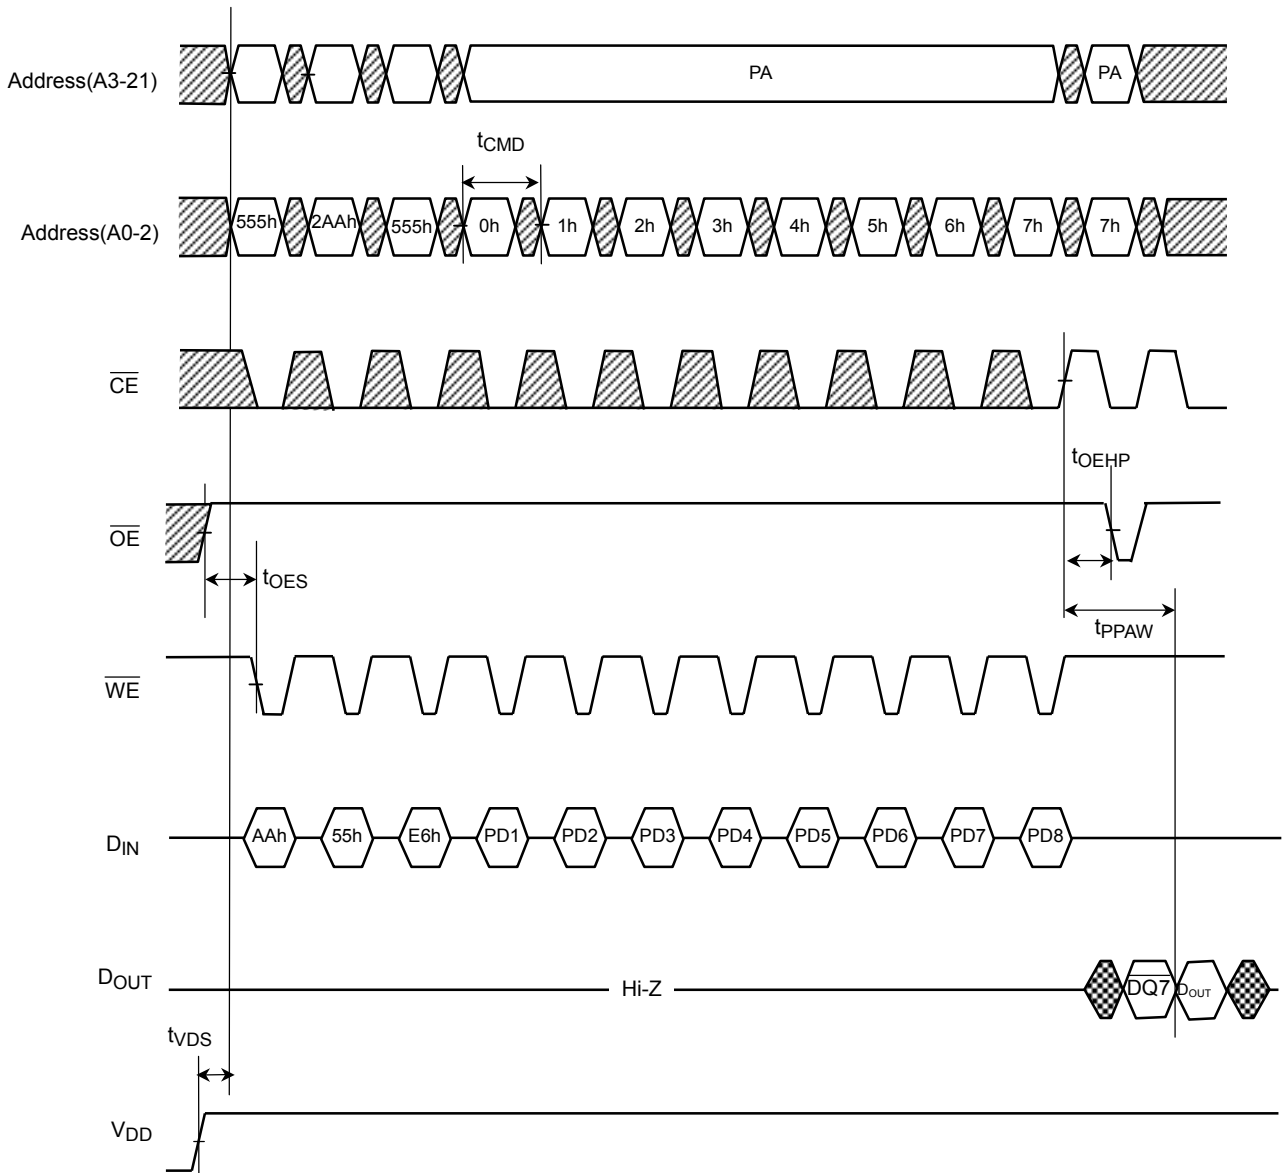 Address(A3-21) PA PA
tCMD
Address(A0-2) 555h 2AAh 555h 0h 1h 2h 3h 4h 5h 6h 7h 7h
CE
tOEHP
OE
tOES
tPPAW
WE
DIN AAh 55h E6h PD1 PD2 PD3 PD4 PD5 PD6 PD7 PD8
DOUT Hi-Z DQ7 DOUT
tVDS
VDD